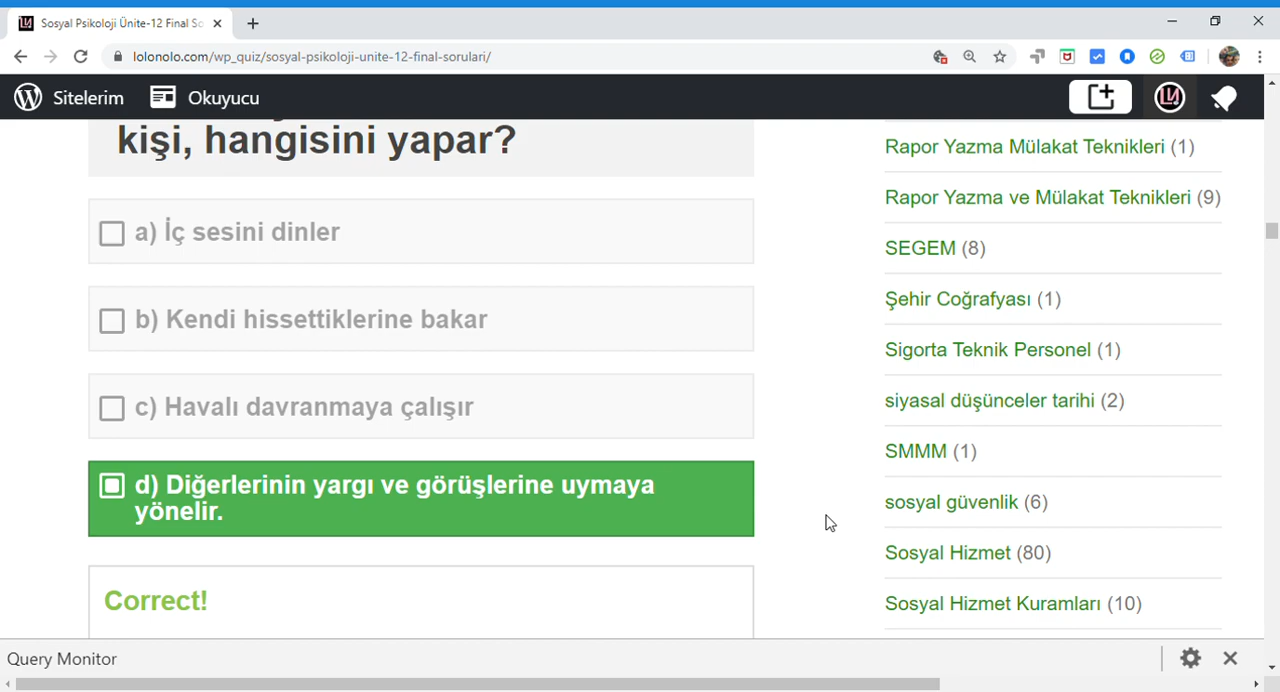 Sosyal Psikoloji Ünite-12 Final So
lolonolo.com/wp_quiz/sosyal-psikoloji-unite-12-final-sorulari/
Sitelerim
Okuyucu
kişi, hangisini yapar?
a) İç sesini dinler
b) Kendi hissettiklerine bakar
c) Havalı davranmaya çalışır
d) Diğerlerinin yargı ve görüşlerine uymaya
yönelir.
Correct!
Rapor Yazma Mülakat Teknikleri (1)
Rapor Yazma ve Mülakat Teknikleri (9)
SEGEM (8)
Şehir Coğrafyası (1)
Sigorta Teknik Personel (1)
siyasal düşünceler tarihi (2)
SMMM (1)
sosyal güvenlik (6)
Sosyal Hizmet (80)
Sosyal Hizmet Kuramları (10)
Query Monitor